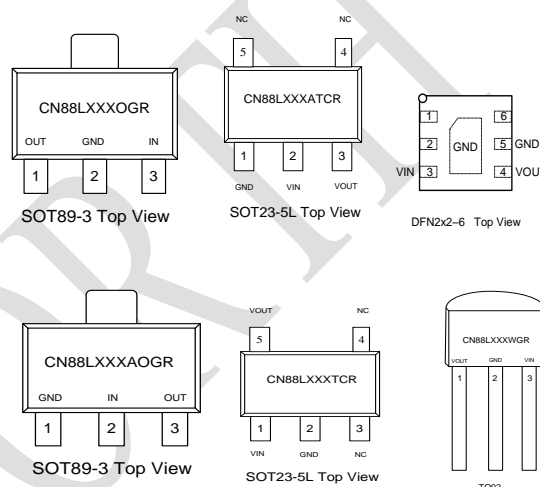 NC NC
5 4
CN88LXXXATCR
1 2 3
GND VIN VOUT
SOT23-5L Top View
CN88LXXXOGR
OUT GND IN
1 2 3
SOT89-3 Top View
1 6
2 GND 5 GND
VIN 3 4 VOU
DFN2x2–6 Top View
CN88LXXXAOGR
GND IN OUT
1 2 3
SOT89-3 Top View
VOUT NC
5 4
CN88LXXXTCR
1 2 3
VIN GND NC
SOT23-5L Top View
CN88LXXXWGR
VOUT GND VIN
1 2 3
TO92